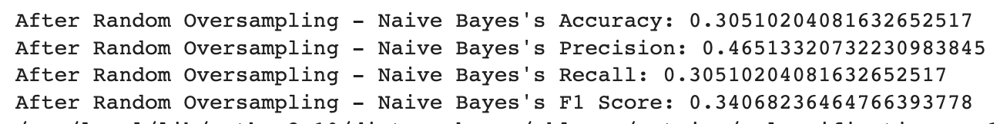 After Random Oversampling - Naive Bayes's Accuracy: 0.30510204081632652517
After Random Oversampling - Naive Bayes's Precision: 0.46513320732230983845
After Random Oversampling - Naive Bayes's Recall: 0.30510204081632652517
After Random Oversampling - Naive Bayes's F1 Score: 0.34068236464766393778